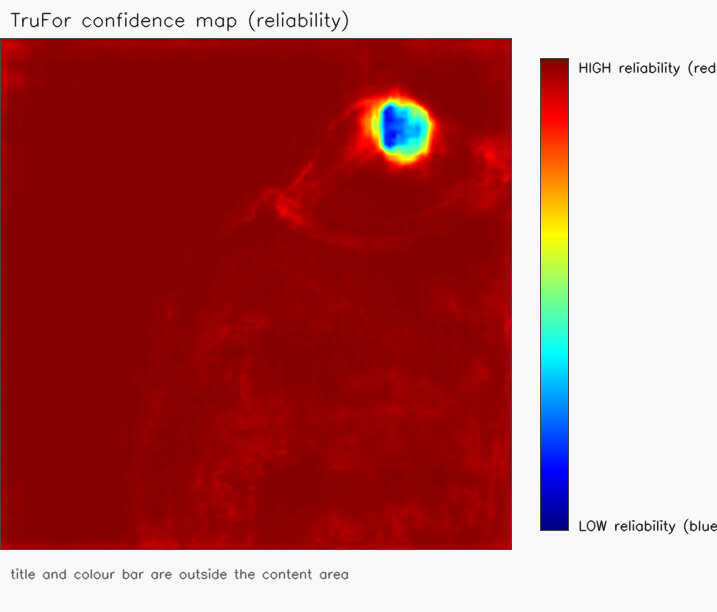 TruFor confidence map (reliability)
HIGH reliability (red
LOW reliability (blue
title and colour bar are outside the content area